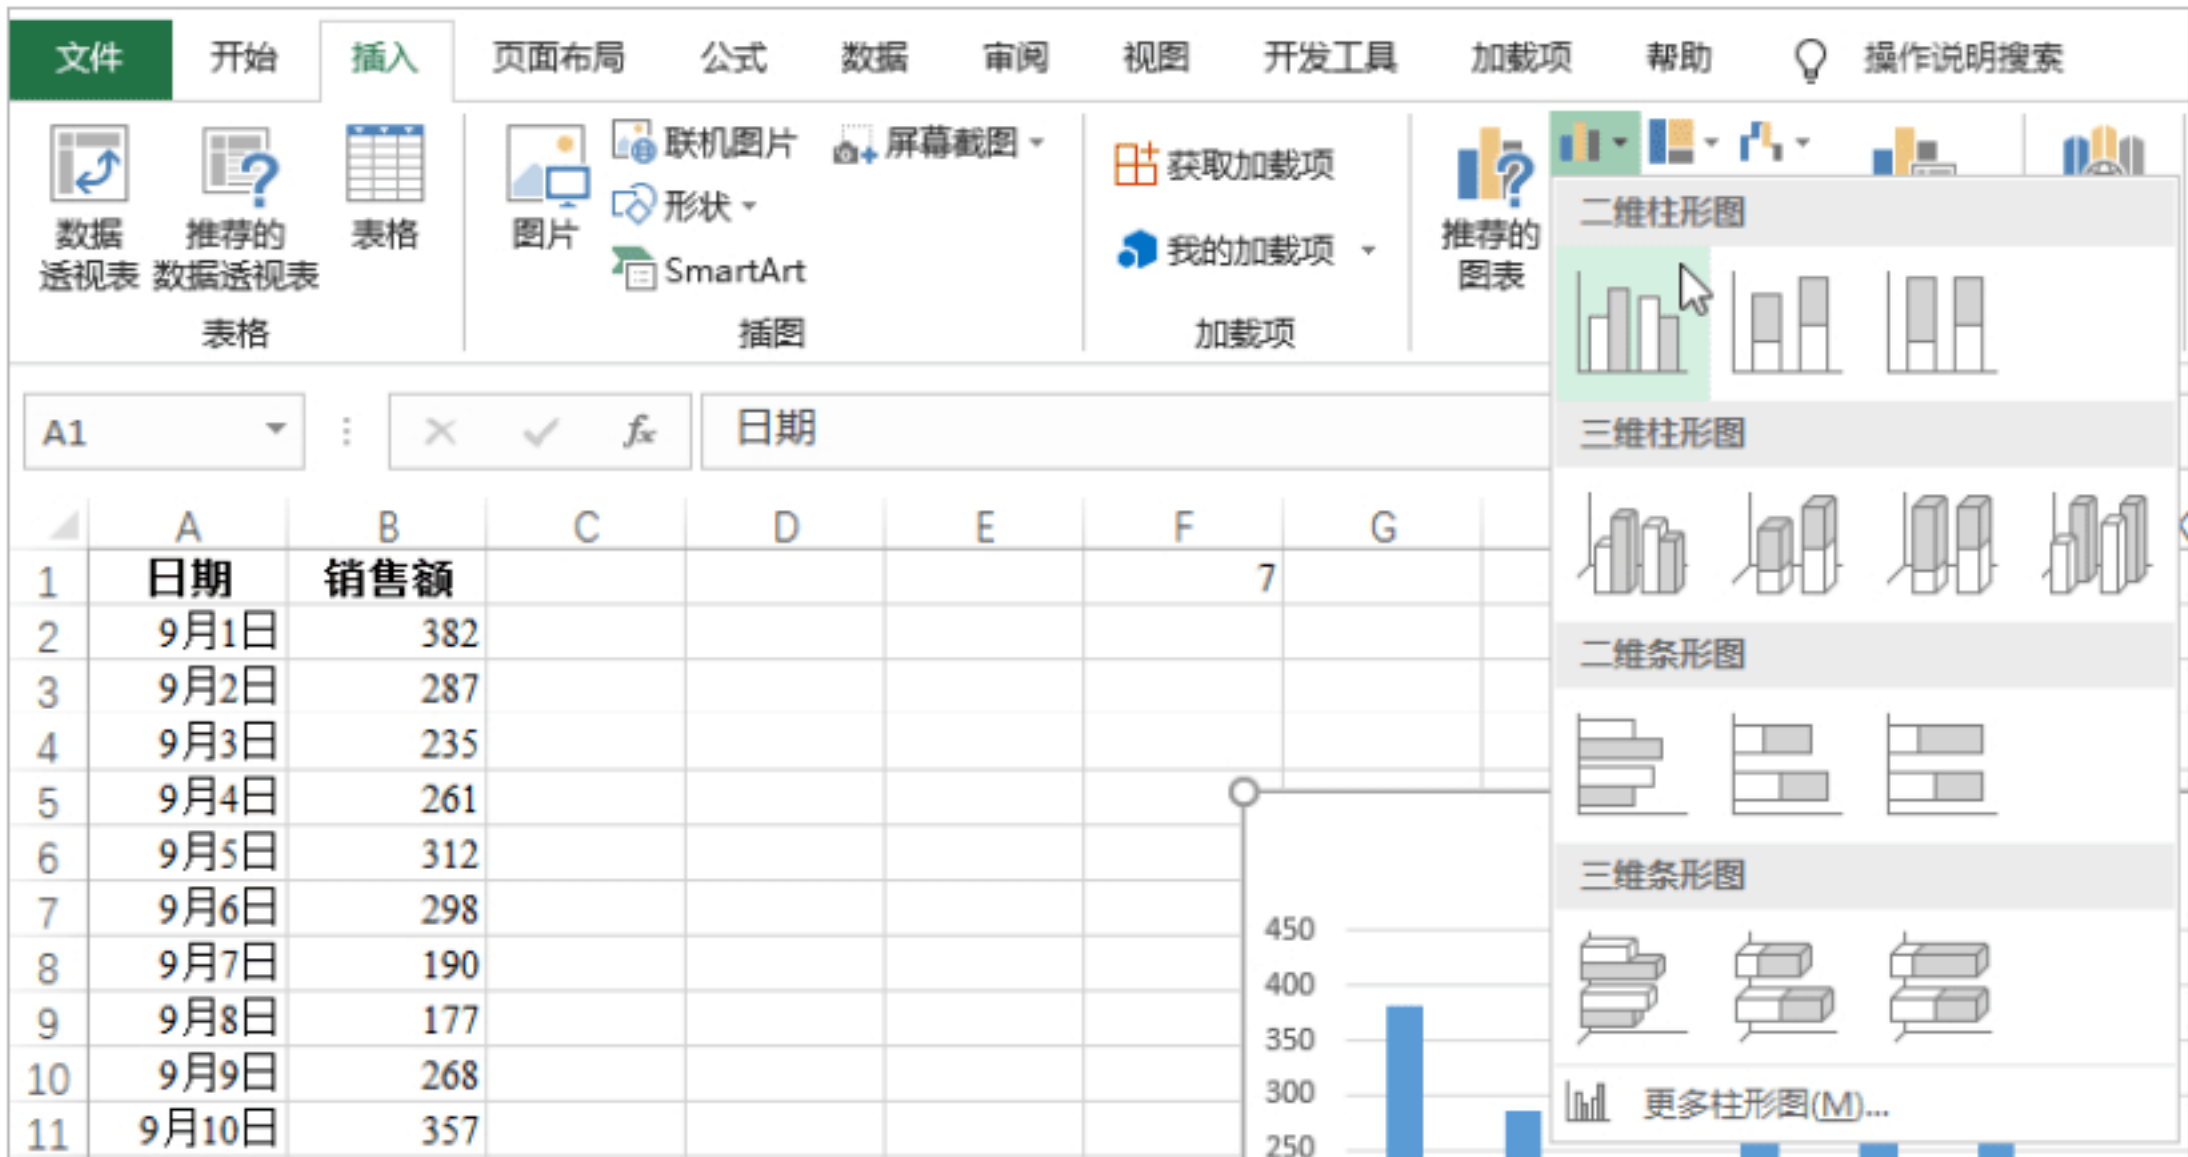 文件 开始 插入 页面布局 公式 数据 审阅 视图 开发工具 加载项 帮助 操作说明搜索
数据
透视表
推荐的
数据透视表
表格
表格
图片
联机图片
形状
SmartArt
屏幕截图
插图
获取加载项
我的加载项
加载项
推荐的
图表
二维柱形图
三维柱形图
二维条形图
三维条形图
更多柱形图(M)...
A1 fx 日期
A B C D E F G
1 日期 销售额 7
2 9月1日 382
3 9月2日 287
4 9月3日 235
5 9月4日 261
6 9月5日 312
7 9月6日 298
8 9月7日 190
9 9月8日 177
10 9月9日 268
11 9月10日 357
450
400
350
300
250